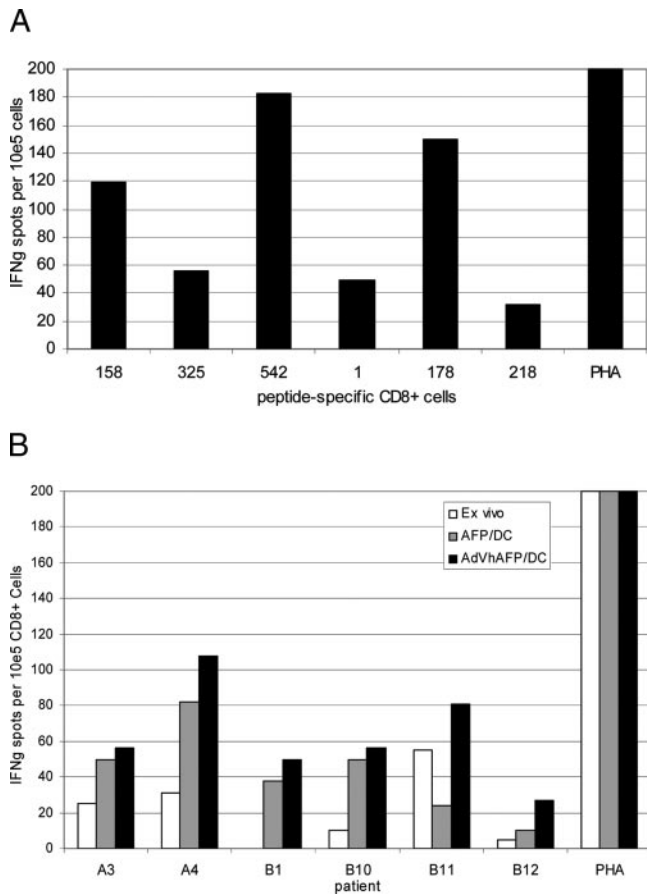 A
IFNg spots per 10e5 cells
200
180
160
140
120
100
80
60
40
20
0
158 325 542 1 178 218 PHA
peptide-specific CD8+ cells
B
IFNg spots per 10e5 CD8+ Cells
200
180
160
140
120
100
80
60
40
20
0
Ex vivo
AFP/DC
AdVhAFP/DC
A3 A4 B1 B10 B11 B12 PHA
patient